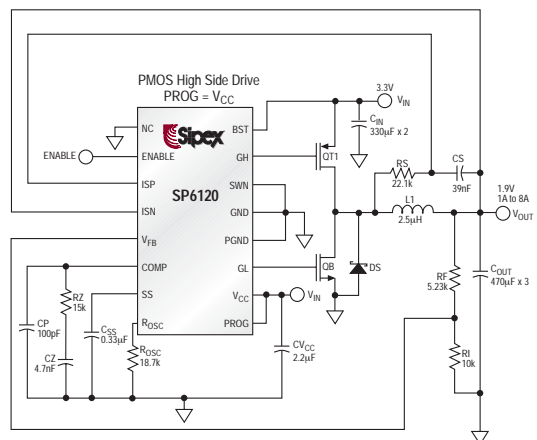 PMOS High Side Drive
PROG = VCC
Sipex
SP6120
NC
ENABLE
ISP
ISN
VFB
COMP
SS
ROSC
BST
GH
SWN
GND
PGND
GL
VCC
PROG
ENABLE
3.3V
VIN
CIN
330µF x 2
QT1
RS
22.1k
CS
39nF
L1
2.5µH
1.9V
1A to 8A
VOUT
QB
DS
RF
5.23k
COUT
470µF x 3
RI
10k
VIN
CVCC
2.2µF
RZ
15k
CP
100pF
CZ
4.7nF
CSS
0.33µF
ROSC
18.7k